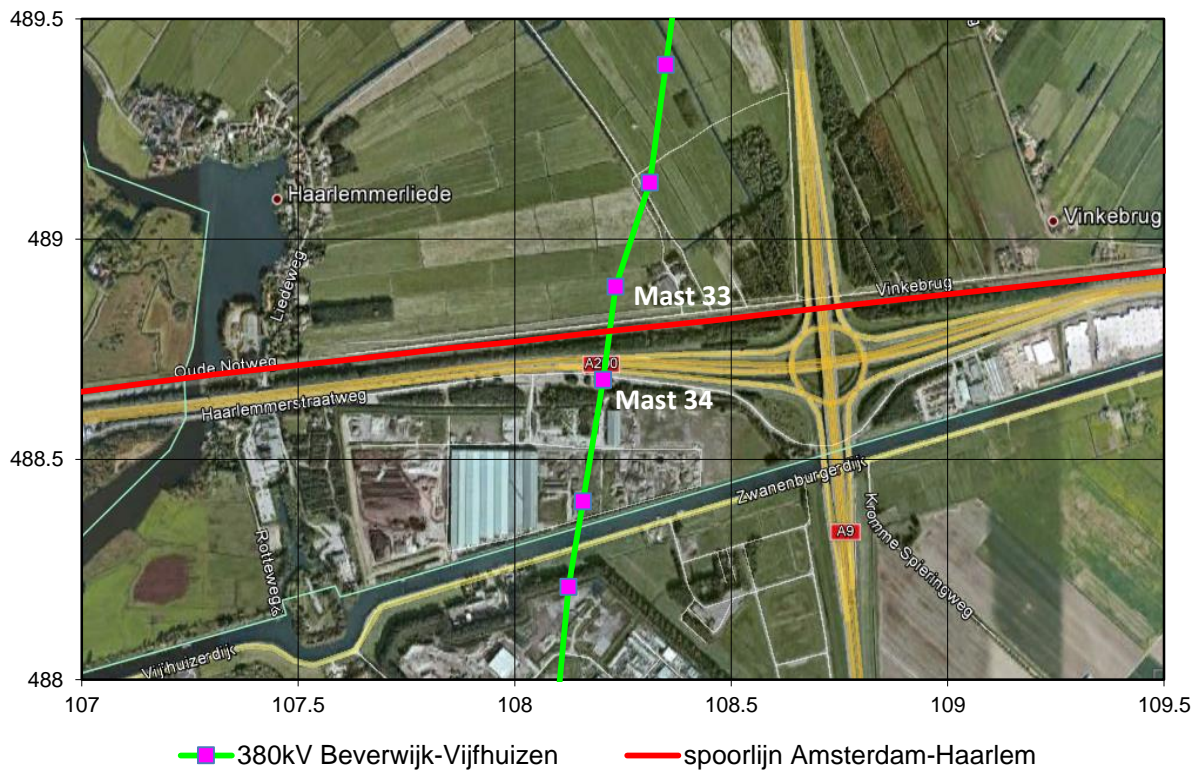 489.5
Haarlemmerliede
Vinkebrug
489
Liedeweg
Mast 33
Vinkebrug
Oude Notweg
A200
Haarlemmerstraatweg
Mast 34
488.5
Zwanenburgerdijk
A9
Kromme Spieringweg
Rotteweg
Vijfhuizerdijk
488
107
107.5
108
108.5
109
109.5
380kV Beverwijk-Vijfhuizen
spoorlijn Amsterdam-Haarlem